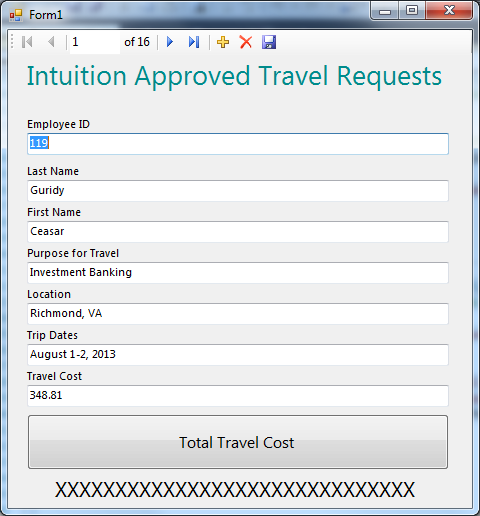 Form1
1 of 16
Intuition Approved Travel Requests
Employee ID
119
Last Name
Guridy
First Name
Ceasar
Purpose for Travel
Investment Banking
Location
Richmond, VA
Trip Dates
August 1-2, 2013
Travel Cost
348.81
Total Travel Cost
XXXXXXXXXXXXXXXXXXXXXXXXXXXXXX